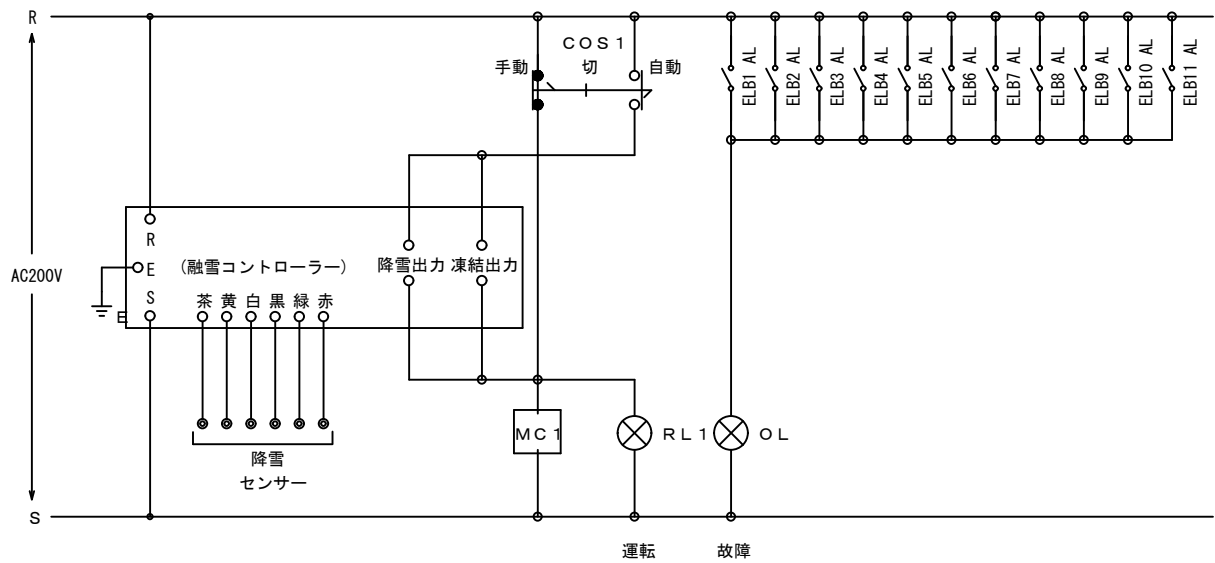 R
COS1
手動 切 自動
ELB1 AL
ELB2 AL
ELB3 AL
ELB4 AL
ELB5 AL
ELB6 AL
ELB7 AL
ELB8 AL
ELB9 AL
ELB10 AL
ELB11 AL
AC200V
R
E (融雪コントローラー) 降雪出力 凍結出力
S
E
茶 黄 白 黒 緑 赤
MC1
RL1
OL
降雪
センサー
S
運転 故障